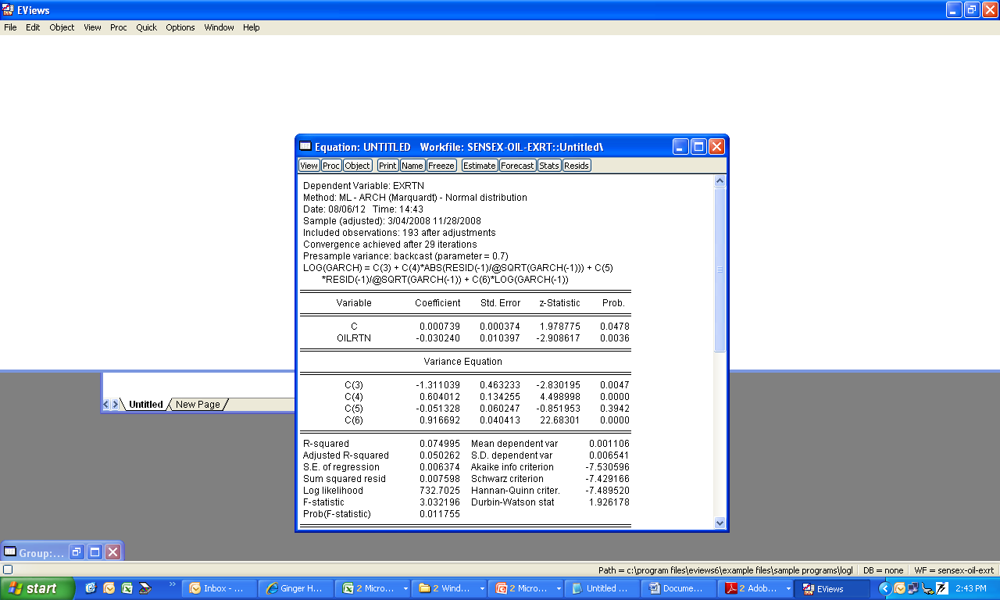 EViews
File Edit Object View Proc Quick Options Window Help
Equation: UNTITLED Workfile: SENSEX-OIL-EXRT::Untitled\
View Proc Object Print Name Freeze Estimate Forecast Stats Resids
Dependent Variable: EXRTN
Method: ML - ARCH (Marquardt) - Normal distribution
Date: 08/06/12 Time: 14:43
Sample (adjusted): 3/04/2008 11/28/2008
Included observations: 193 after adjustments
Convergence achieved after 29 iterations
Presample variance: backcast (parameter = 0.7)
LOG(GARCH) = C(3) + C(4)*ABS(RESID(-1)/@SQRT(GARCH(-1))) + C(5)
*RESID(-1)/@SQRT(GARCH(-1)) + C(6)*LOG(GARCH(-1))
Variable Coefficient Std. Error z-Statistic Prob.
C 0.000739 0.000374 1.978775 0.0478
OILRTN -0.030240 0.010397 -2.908617 0.0036
Variance Equation
C(3) -1.311039 0.463233 -2.830195 0.0047
C(4) 0.604012 0.134255 4.498998 0.0000
C(5) -0.051328 0.060247 -0.851953 0.3942
C(6) 0.916692 0.040413 22.68301 0.0000
R-squared 0.074995 Mean dependent var 0.001106
Adjusted R-squared 0.050262 S.D. dependent var 0.006541
S.E. of regression 0.006374 Akaike info criterion -7.530596
Sum squared resid 0.007598 Schwarz criterion -7.429166
Log likelihood 732.7025 Hannan-Quinn criter. -7.489520
F-statistic 3.032196 Durbin-Watson stat 1.926178
Prob(F-statistic) 0.011755
Untitled New Page
Group:...
Path = c:\program files\eviews6\example files\sample programs\logl DB = none WF = sensex-oil-exrt
start Inbox - ... Ginger H... 2 Micro... 2 Wind... 2 Micro... Untitled ... Docume... 2 Adob... EViews 2:43 PM